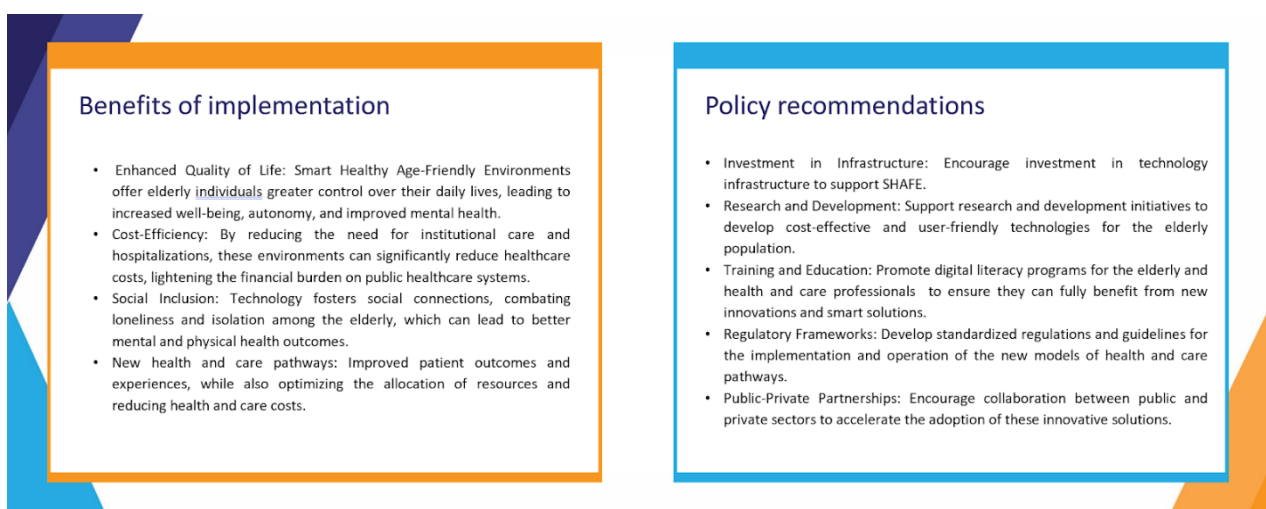 Benefits of implementation
• Enhanced Quality of Life: Smart Healthy Age-Friendly Environments
offer elderly individuals greater control over their daily lives, leading to
increased well-being, autonomy, and improved mental health.
• Cost-Efficiency: By reducing the need for institutional care and
hospitalizations, these environments can significantly reduce healthcare
costs, lightening the financial burden on public healthcare systems.
• Social Inclusion: Technology fosters social connections, combating
loneliness and isolation among the elderly, which can lead to better
mental and physical health outcomes.
• New health and care pathways: Improved patient outcomes and
experiences, while also optimizing the allocation of resources and
reducing health and care costs.
Policy recommendations
• Investment in Infrastructure: Encourage investment in technology
infrastructure to support SHAFE.
• Research and Development: Support research and development initiatives to
develop cost-effective and user-friendly technologies for the elderly
population.
• Training and Education: Promote digital literacy programs for the elderly and
health and care professionals to ensure they can fully benefit from new
innovations and smart solutions.
• Regulatory Frameworks: Develop standardized regulations and guidelines for
the implementation and operation of the new models of health and care
pathways.
• Public-Private Partnerships: Encourage collaboration between public and
private sectors to accelerate the adoption of these innovative solutions.